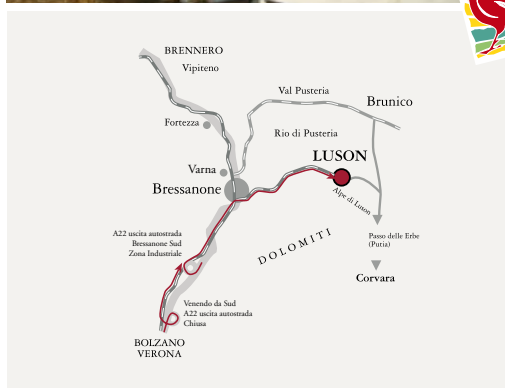 BRENNERO
Vipiteno
Val Pusteria
Brunico
Fortezza
Rio di Pusteria
LUSON
Varna
Bressanone
Alpe di Luson
A22 uscita autostrada
Bressanone Sud
Zona Industriale
DOLOMITI
Passo delle Erbe
(Putia)
Corvara
Venendo da Sud
A22 uscita autostrada
Chiusa
BOLZANO
VERONA